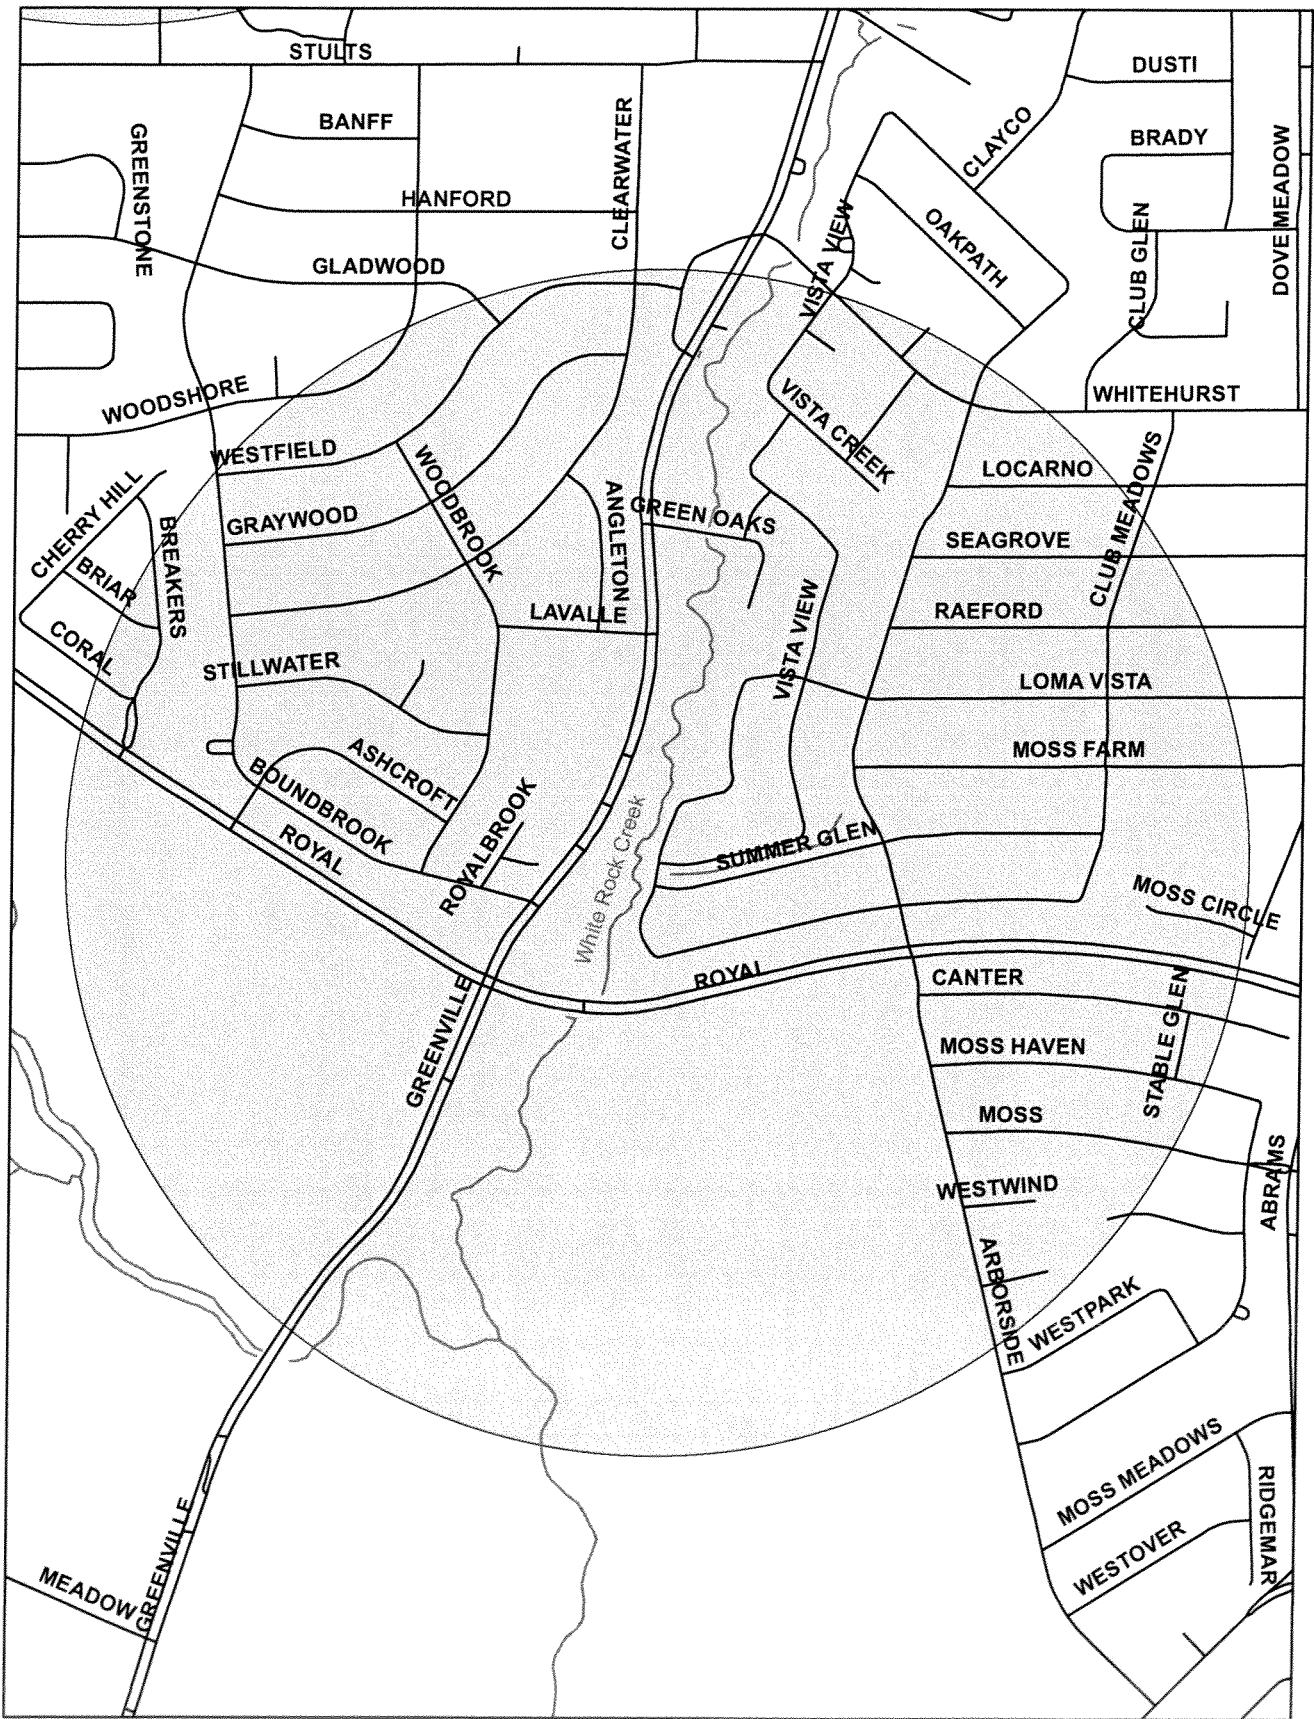 STULTS
DUSTI
BANFF
CLEARWATER
CLAYCO
BRADY
GREENSTONE
DOVE MEADOW
HANFORD
VISTA VIEW
OAKPATH
CLUB GLEN
GLADWOOD
WOODSHORE
VISTA CREEK
WHITEHURST
WESTFIELD
WOODBROOK
LOCARNO
CLUB MEADOWS
CHERRY HILL
GRAYWOOD
ANGLETON
GREEN OAKS
BREAKERS
SEAGROVE
BRIAR
LAVALLE
RAEFORD
CORAL
STILLWATER
VISTA VIEW
LOMA VISTA
ASHCROFT
MOSS FARM
BOUNDBROOK
ROYALBROOK
ROYAL
White Rock Creek
SUMMER GLEN
MOSS CIRCLE
ROYAL
CANTER
GREENVILLE
STABLE GLEN
MOSS HAVEN
MOSS
ABRAMS
WESTWIND
ARBORSIDE
WESTPARK
MOSS MEADOWS
RIDGEMAR
WESTOVER
GREENVILLE
MEADOW